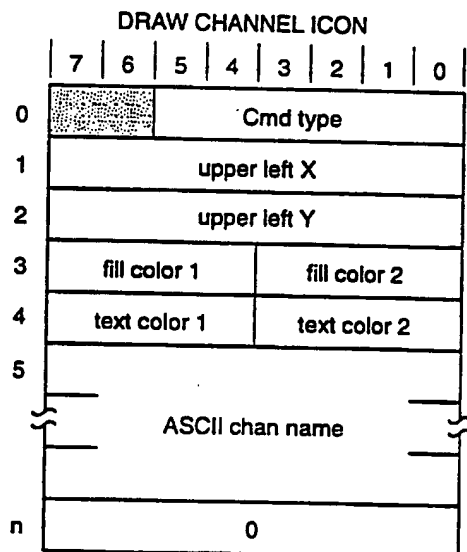 DRAW CHANNEL ICON
7 6 5 4 3 2 1 0
0 Cmd type
1 upper left X
2 upper left Y
3 fill color 1 fill color 2
4 text color 1 text color 2
5
ASCII chan name
n 0